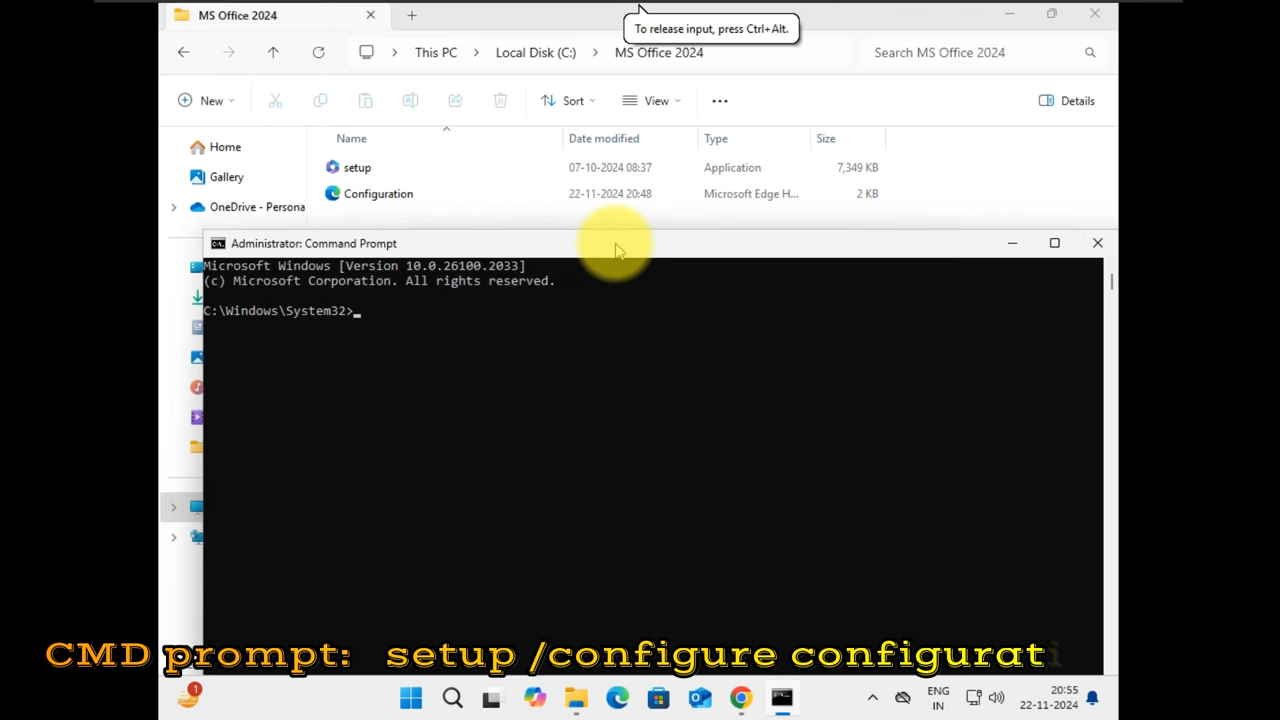 MS Office 2024
To release input, press Ctrl+Alt.
This PC > Local Disk (C:) > MS Office 2024
Search MS Office 2024
New
Sort
View
Details
Name Date modified Type Size
Home
Gallery
OneDrive - Persona
setup 07-10-2024 08:37 Application 7,349 KB
Configuration 22-11-2024 20:48 Microsoft Edge H... 2 KB
Administrator: Command Prompt
Microsoft Windows [Version 10.0.26100.2033]
(c) Microsoft Corporation. All rights reserved.
C:\Windows\System32>_
CMD prompt: setup /configure configurati
1
ENG
IN
20:55
22-11-2024